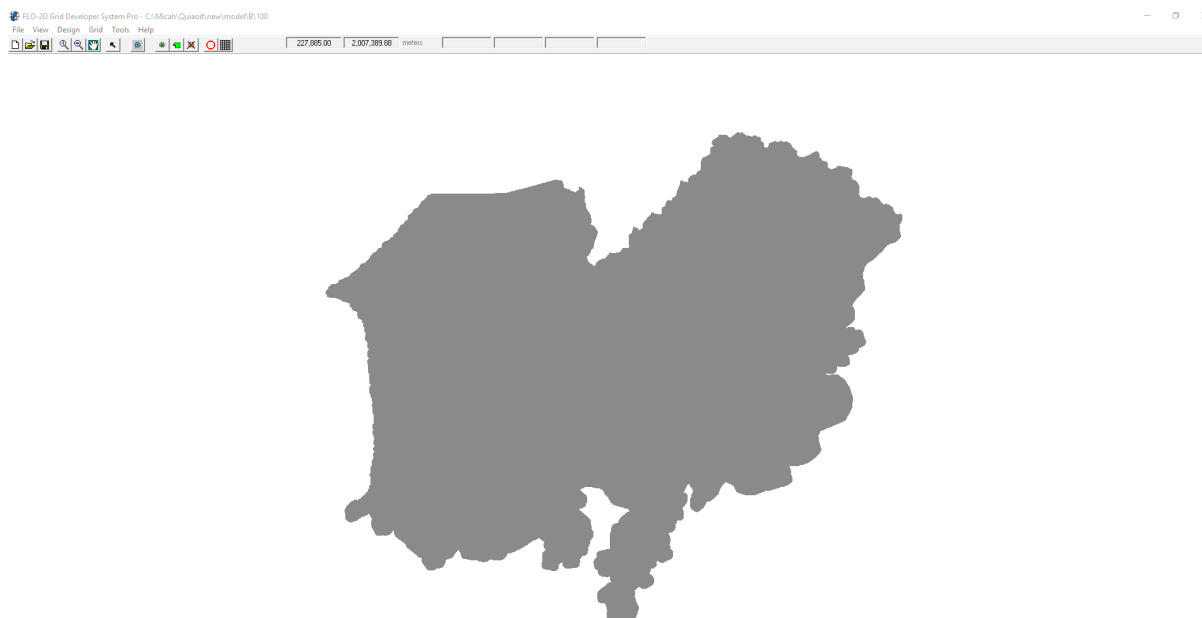 FLO-2D Grid Developer System Pro - C:\Micah\Quiaoit\new\model\B\100
File View Design Grid Tools Help
227,885.00 2,007,389.88 meters